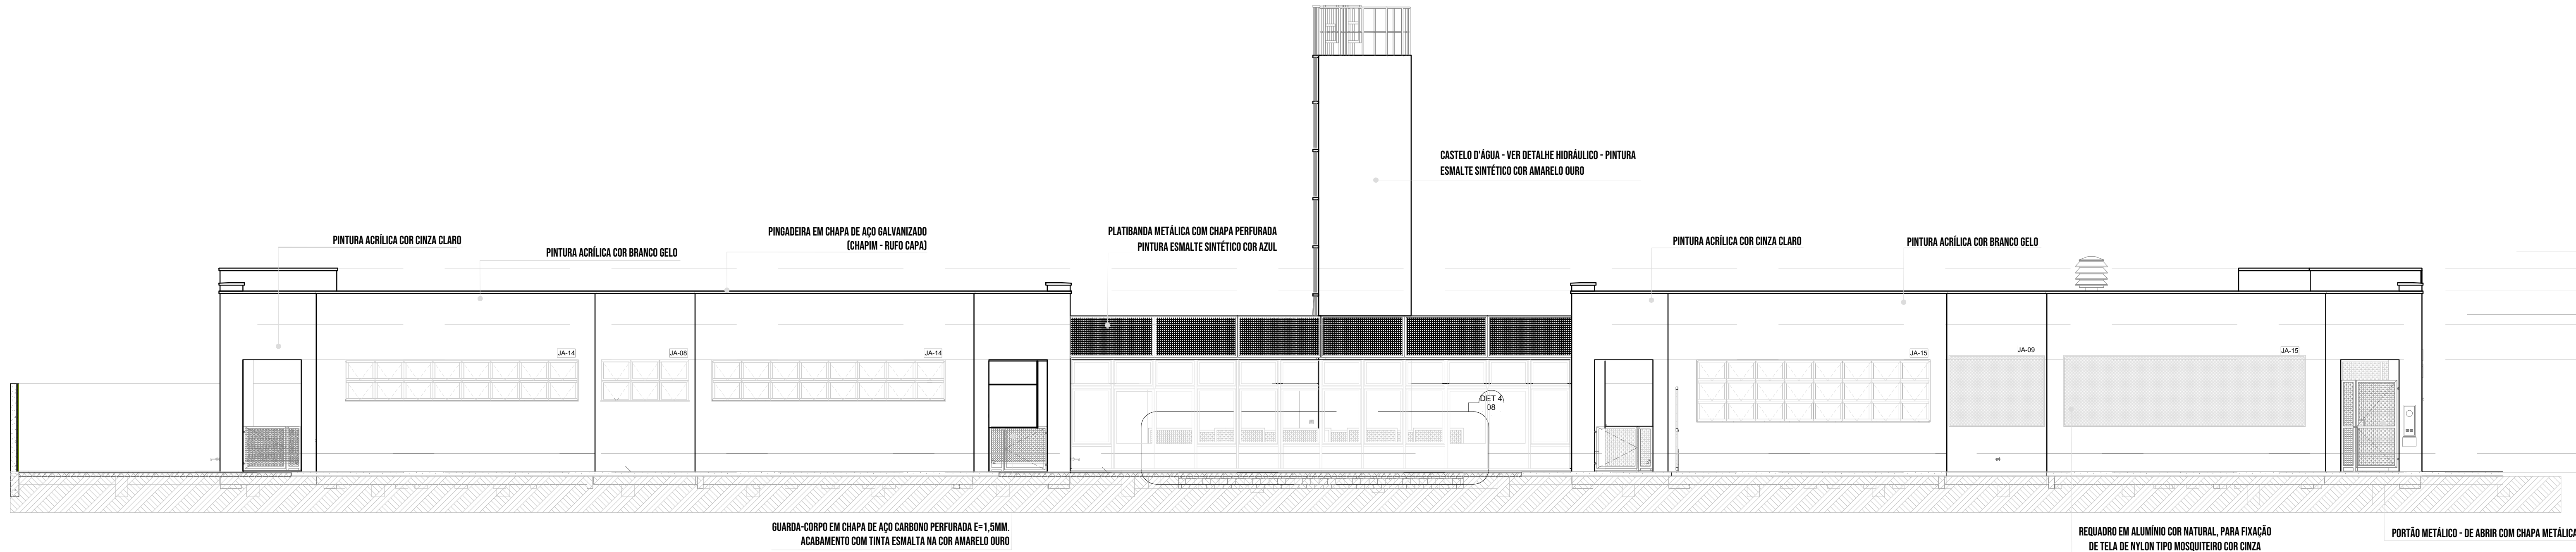 CASTELO D'ÁGUA - VER DETALHE HIDRÁULICO - PINTURA
ESMALTE SINTÉTICO COR AMARELO OURO
PINTURA ACRÍLICA COR CINZA CLARO
PINTURA ACRÍLICA COR BRANCO GELO
PINGADEIRA EM CHAPA DE AÇO GALVANIZADO
(CHAPIM - RUFO CAPA)
PLATIBANDA METÁLICA COM CHAPA PERFURADA
PINTURA ESMALTE SINTÉTICO COR AZUL
PINTURA ACRÍLICA COR CINZA CLARO
PINTURA ACRÍLICA COR BRANCO GELO
JA-14
JA-08
JA-14
JA-15
JA-09
JA-15
DET 4
08
GUARDA-CORPO EM CHAPA DE AÇO CARBONO PERFURADA E=1,5MM.
ACABAMENTO COM TINTA ESMALTA NA COR AMARELO OURO
REQUADRO EM ALUMÍNIO COR NATURAL, PARA FIXAÇÃO
DE TELA DE NYLON TIPO MOSQUITEIRO COR CINZA
PORTÃO METÁLICO - DE ABRIR COM CHAPA METÁLICA